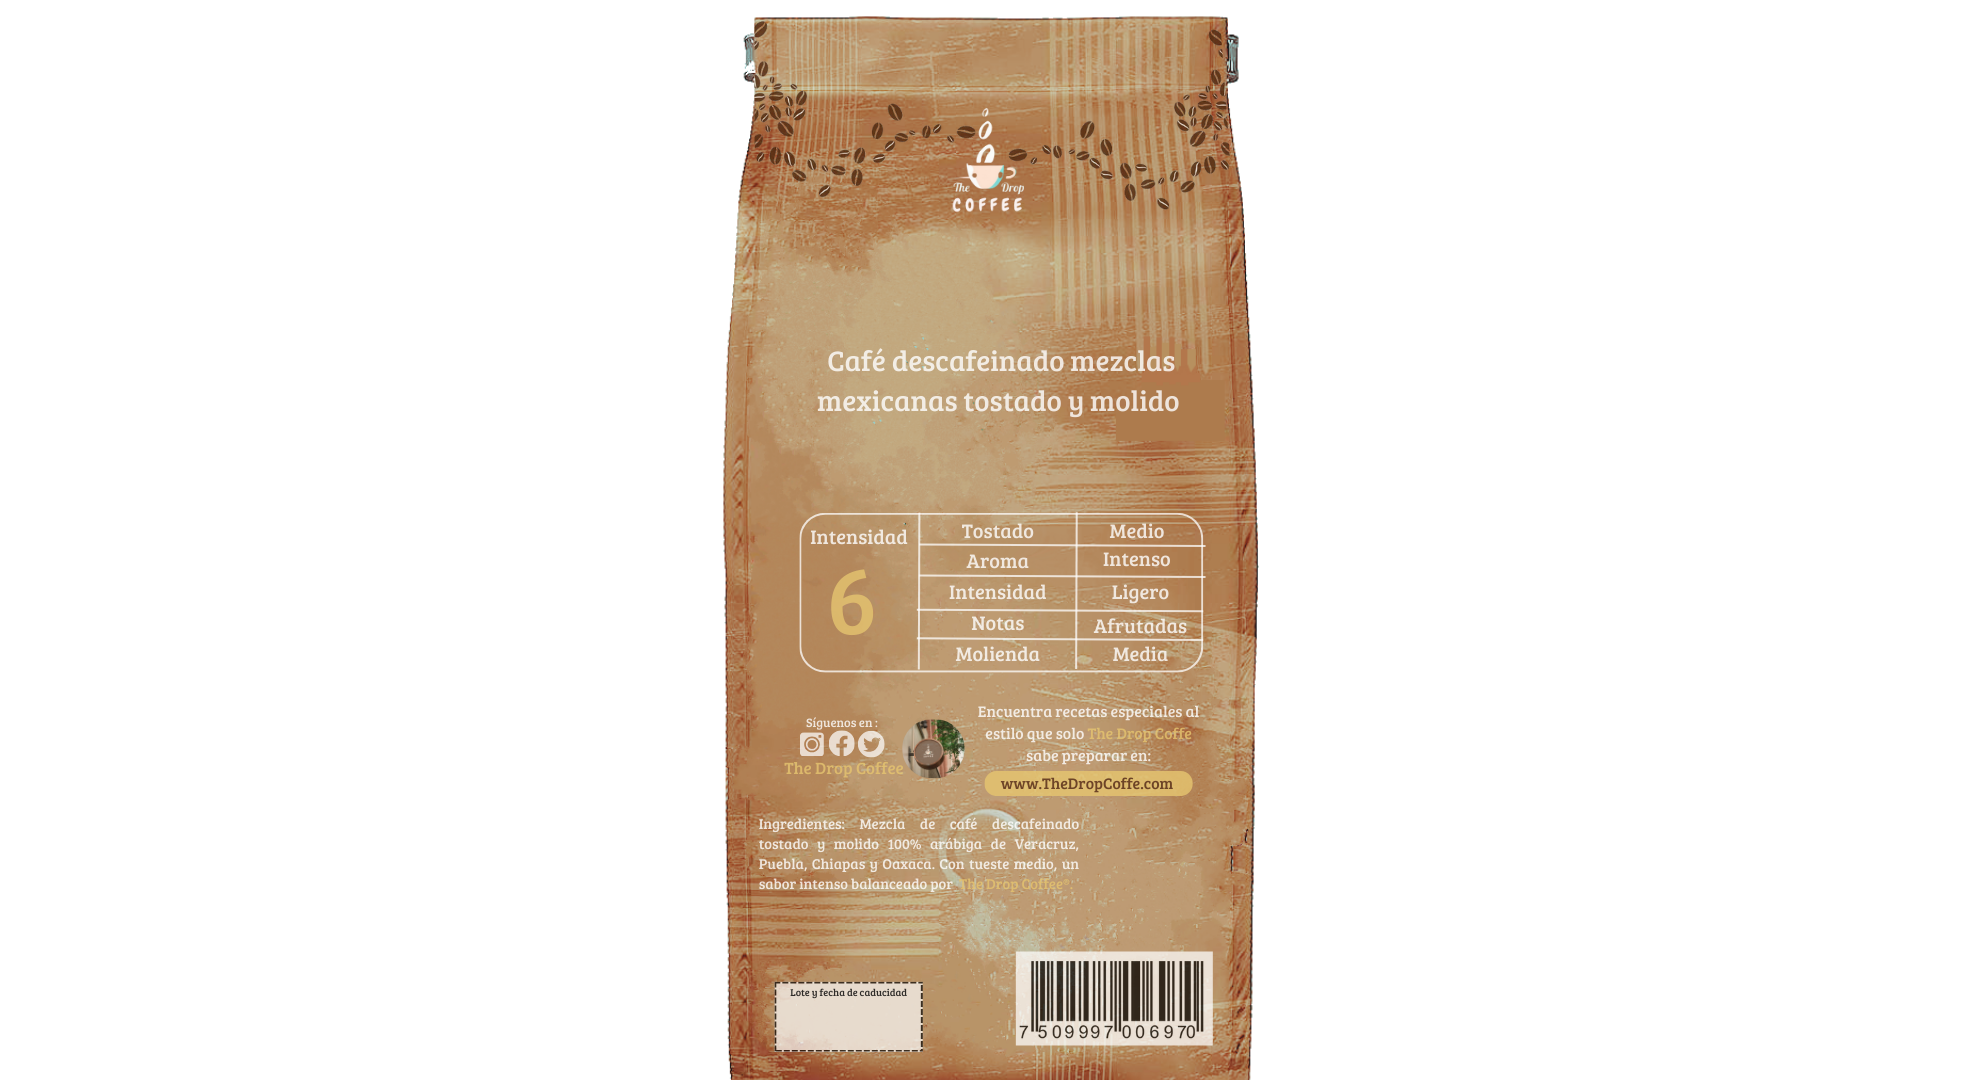 The Drop
COFFEE
Café descafeinado mezclas
mexicanas tostado y molido
Intensidad
6
Tostado Medio
Aroma Intenso
Intensidad Ligero
Notas Afrutadas
Molienda Media
Síguenos en :
The Drop Coffee
Encuentra recetas especiales al
estilo que solo The Drop Coffe
sabe preparar en:
www.TheDropCoffe.com
Ingredientes: Mezcla de café descafeinado
tostado y molido 100% arábiga de Veracruz,
Puebla, Chiapas y Oaxaca. Con tueste medio, un
sabor intenso balanceado por The Drop Coffee®.
Lote y fecha de caducidad
7 509997 006970